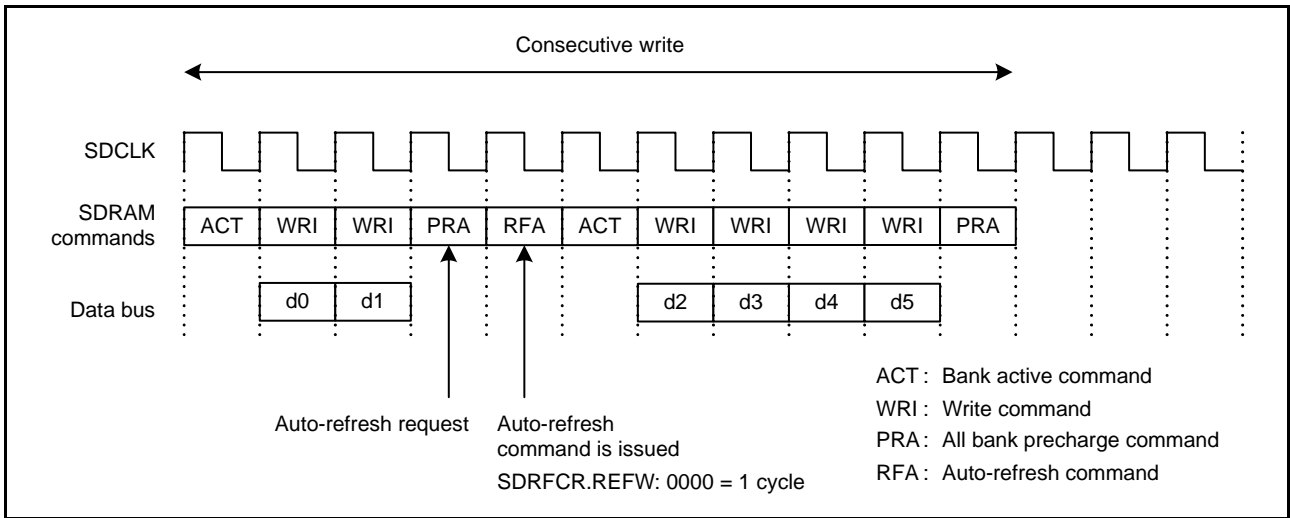 Consecutive write
SDCLK
SDRAM
commands
ACT WRI WRI PRA RFA ACT WRI WRI WRI WRI PRA
Data bus
d0 d1 d2 d3 d4 d5
Auto-refresh request
Auto-refresh
command is issued
SDRFCR.REFW: 0000 = 1 cycle
ACT : Bank active command
WRI : Write command
PRA : All bank precharge command
RFA : Auto-refresh command